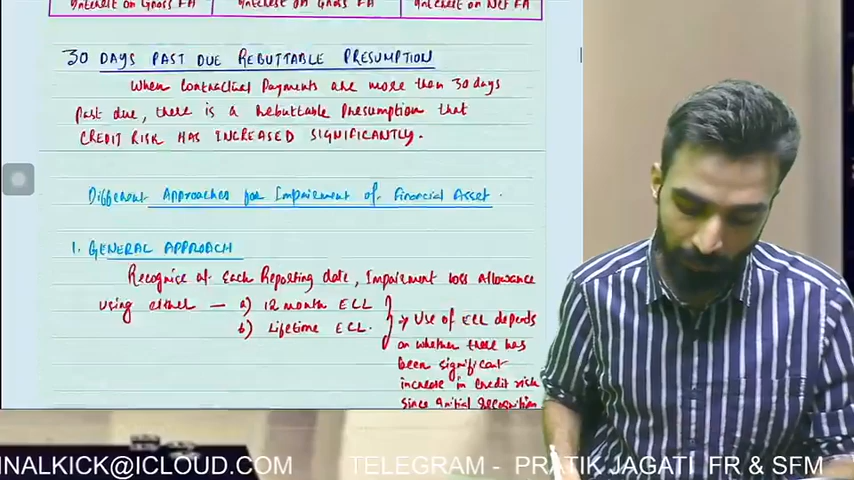 Interest on Gross FA
Interest on Gross FA
Interest on Net FA
30 DAYS PAST DUE REBUTTABLE PRESUMPTION
When Contractual Payments are more than 30 days
past due, there is a Rebuttable Presumption that
CREDIT RISK HAS INCREASED SIGNIFICANTLY.
Different Approaches for Impairment of Financial Asset
1. GENERAL APPROACH
Recognise at Each Reporting date, Impairment loss allowance
using either — a) 12 month ECL
b) Lifetime ECL.
→ Use of ECL depends
on whether there has
been significant
increase in Credit risk
since Initial Recognition
INALKICK@ICLOUD.COM
TELEGRAM - PRATIK JAGATI FR & SFM